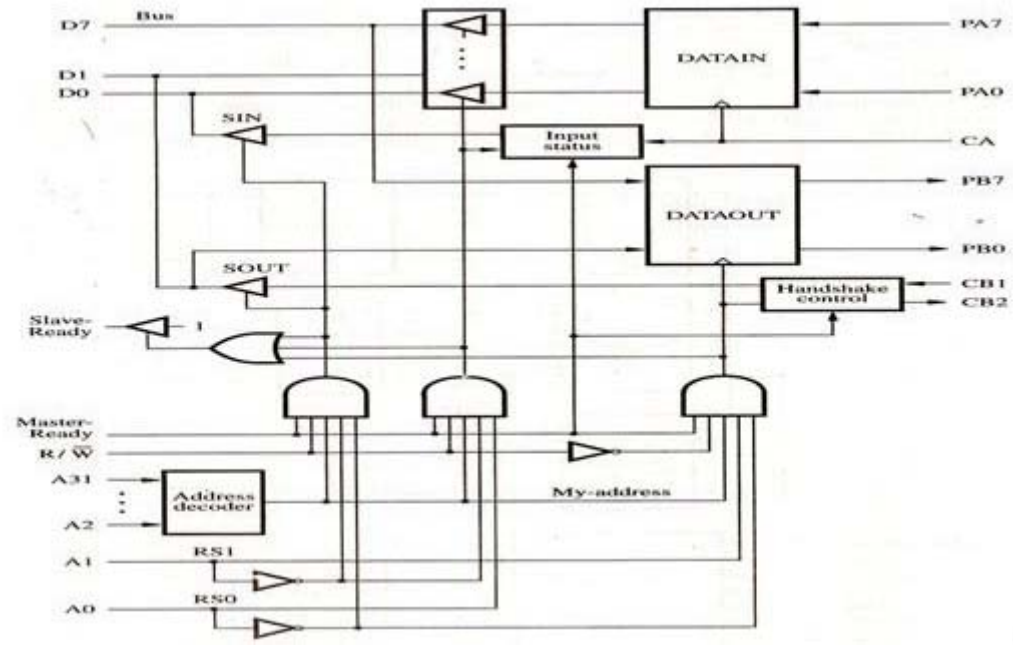 Bus
D7
PA7
DATAIN
D1
D0
PA0
SIN
Input
status
CA
PB7
DATAOUT
PB0
SOUT
CB1
Handshake
control
CB2
Slave-
Ready
1
Master-
Ready
R/W̅
A31
Address
decoder
My-address
A2
RS1
A1
RS0
A0